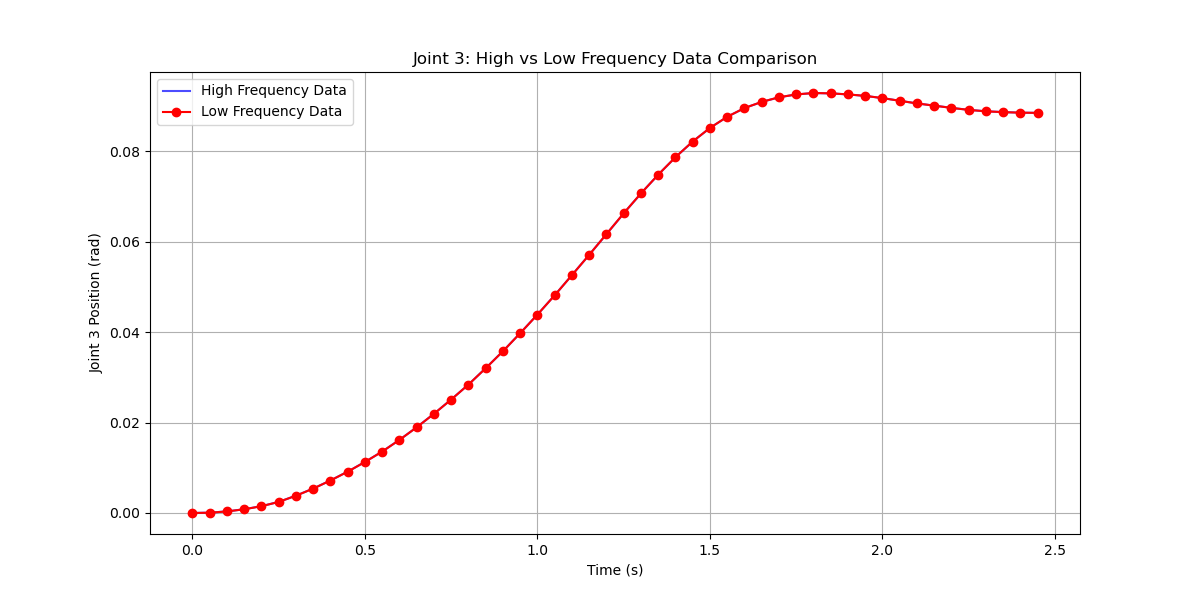 Joint 3: High vs Low Frequency Data Comparison
High Frequency Data
Low Frequency Data
Joint 3 Position (rad)
0.08
0.06
0.04
0.02
0.00
0.0 0.5 1.0 1.5 2.0 2.5
Time (s)